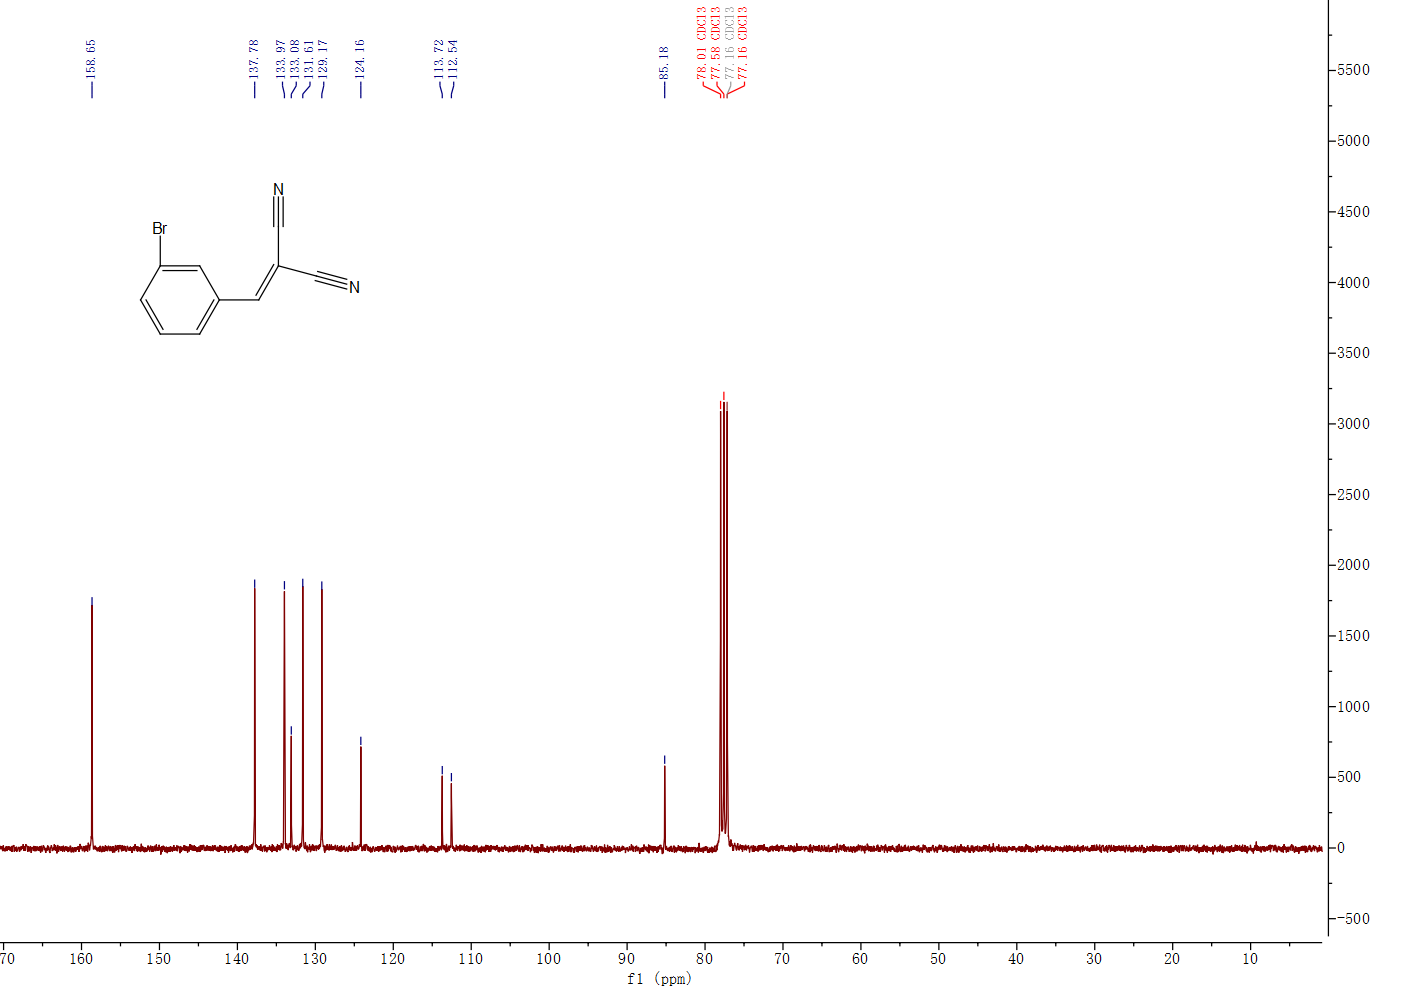 158.65
137.78
133.97
133.08
131.61
129.17
124.16
113.72
112.54
85.18
78.01 CDCl3
77.58 CDCl3
77.16 CDCl3
77.16 CDCl3
N
Br
N
5500
5000
4500
4000
3500
3000
2500
2000
1500
1000
500
0
-500
70 160 150 140 130 120 110 100 90 80 70 60 50 40 30 20 10
f1 (ppm)